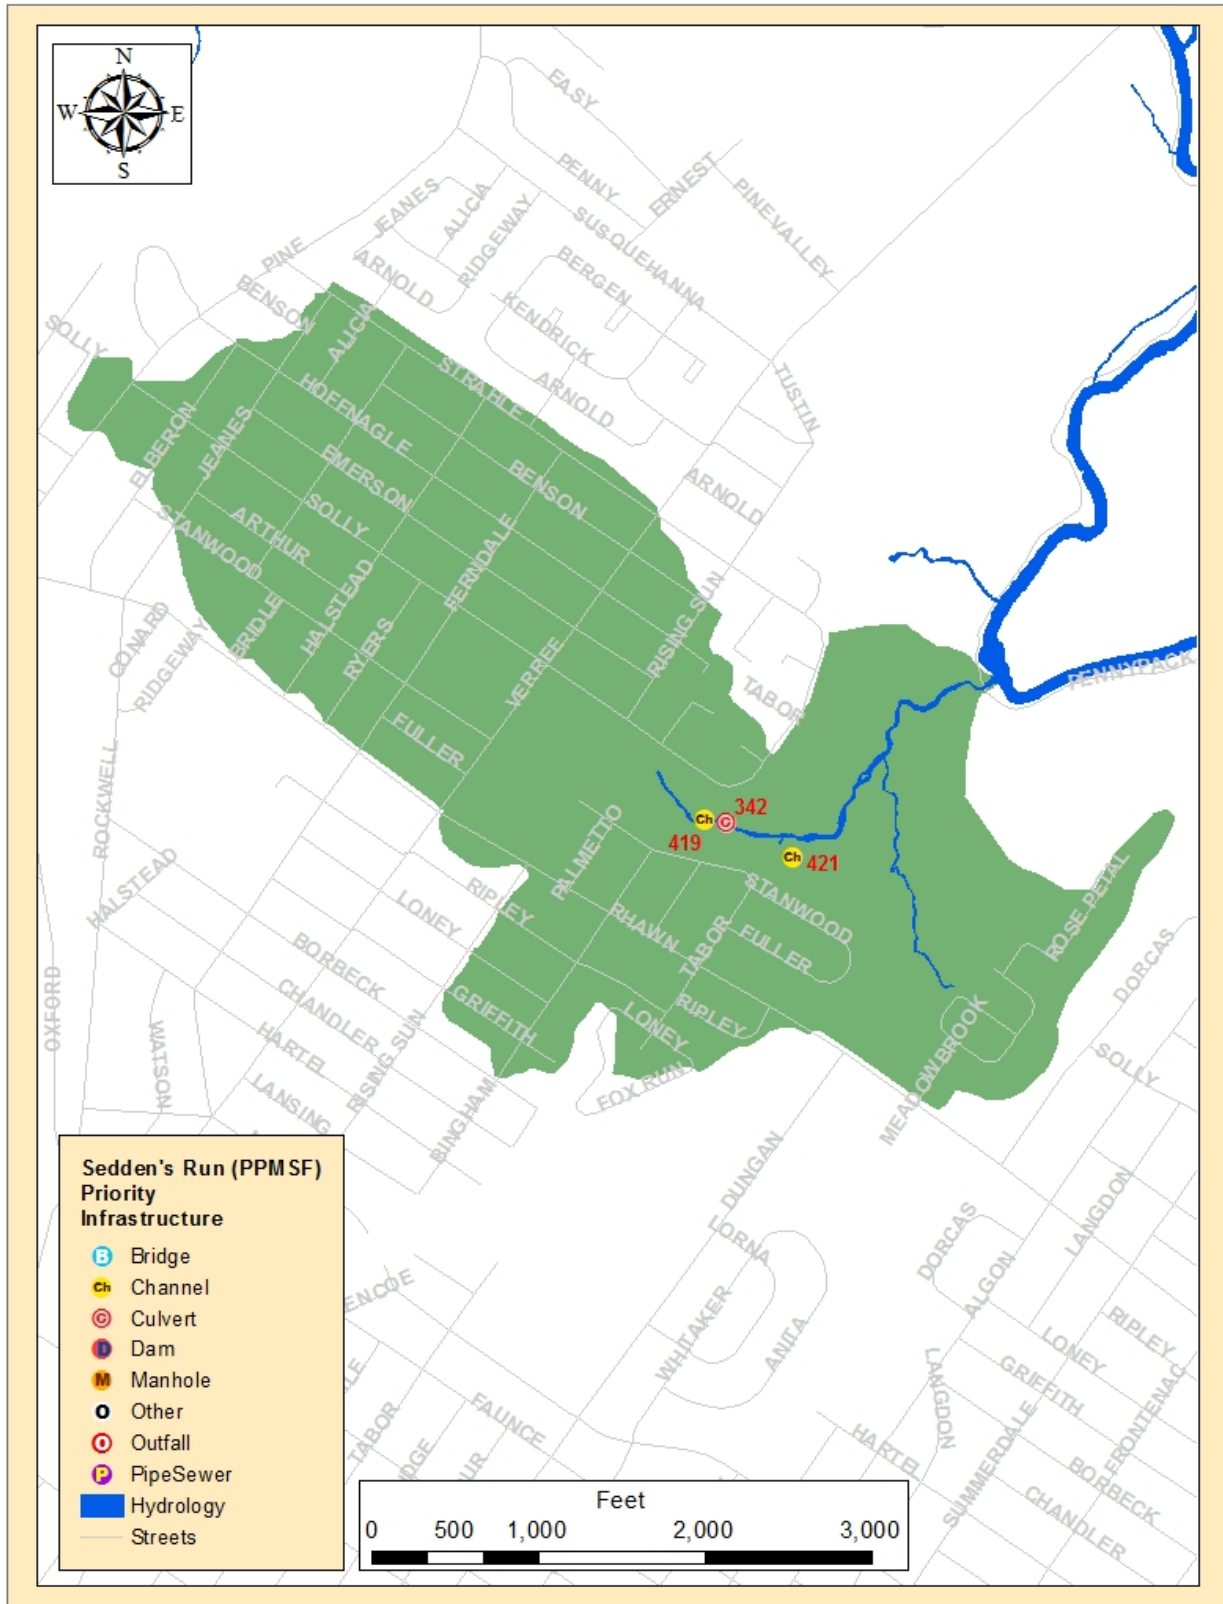 N
W E
S
EASY
PENNY
ERNEST
PINEVALLEY
SUSQUEHANNA
JEANES
ALICIA
RIDGEWAY
PINE
ARNOLD
BERGEN
BENSON
KENDRICK
SOLLY
ALICIA
STRAHLE
ARNOLD
TUSTIN
HOFFNAGLE
ELBERON
JEANES
EMERSON
BENSON
ARNOLD
SOLLY
ARTHUR
STANWOOD
FERNDALE
HALSTEAD
BRIDLE
RYERS
RISING SUN
CONARD
RIDGEWAY
VERREE
TABOR
PENNYPACK
FULLER
ROCKWELL
342
Ch
C
419
Ch
421
PALMETTO
HALSTEAD
RIPLEY
STANWOOD
ROSE PETAL
LONEY
RHAWN
TABOR
FULLER
BORBECK
DORCAS
OXFORD
CHANDLER
GRIFFITH
LONEY
RIPLEY
HARTEL
WATSON
RISING SUN
MEADOWBROOK
SOLLY
FOX RUN
LANSING
BINGHAM
DUNGAN
LANGDON
DORCAS
LORNA
ALGON
ENCOE
WHITAKER
ANITA
RIPLEY
LONEY
LANGDON
GRIFFITH
FRONTENAC
TABOR
FAUNCE
HARTEL
SUMMERDALE
BORBECK
CHANDLER
Sedden's Run (PPMSF)
Priority
Infrastructure
B Bridge
Ch Channel
C Culvert
D Dam
M Manhole
O Other
O Outfall
P PipeSewer
Hydrology
Streets
Feet
0 500 1,000 2,000 3,000